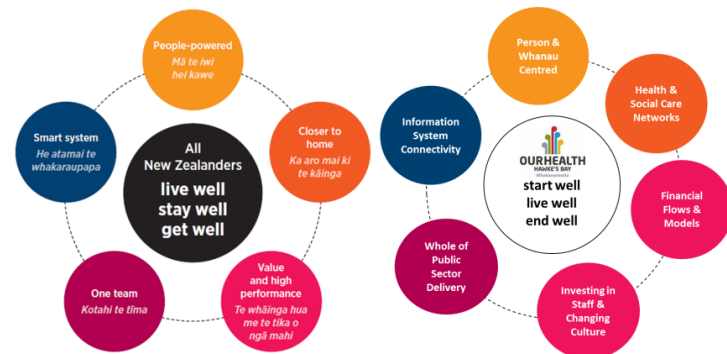 People-powered
Mā te iwi
hei kawe
Closer to
home
Ka aro mai ki
te kāinga
Value
and high
performance
Te whāinga hua
me te tika o
ngā mahi
One team
Kotahi te tīma
Smart system
He atamai te
whakaraupapa
All
New Zealanders
live well
stay well
get well
Person &
Whanau
Centred
Health &
Social Care
Networks
Financial
Flows &
Models
Investing in
Staff &
Changing
Culture
Whole of
Public
Sector
Delivery
Information
System
Connectivity
OURHEALTH
HAWKE'S BAY
Whakawāteatia
start well
live well
end well